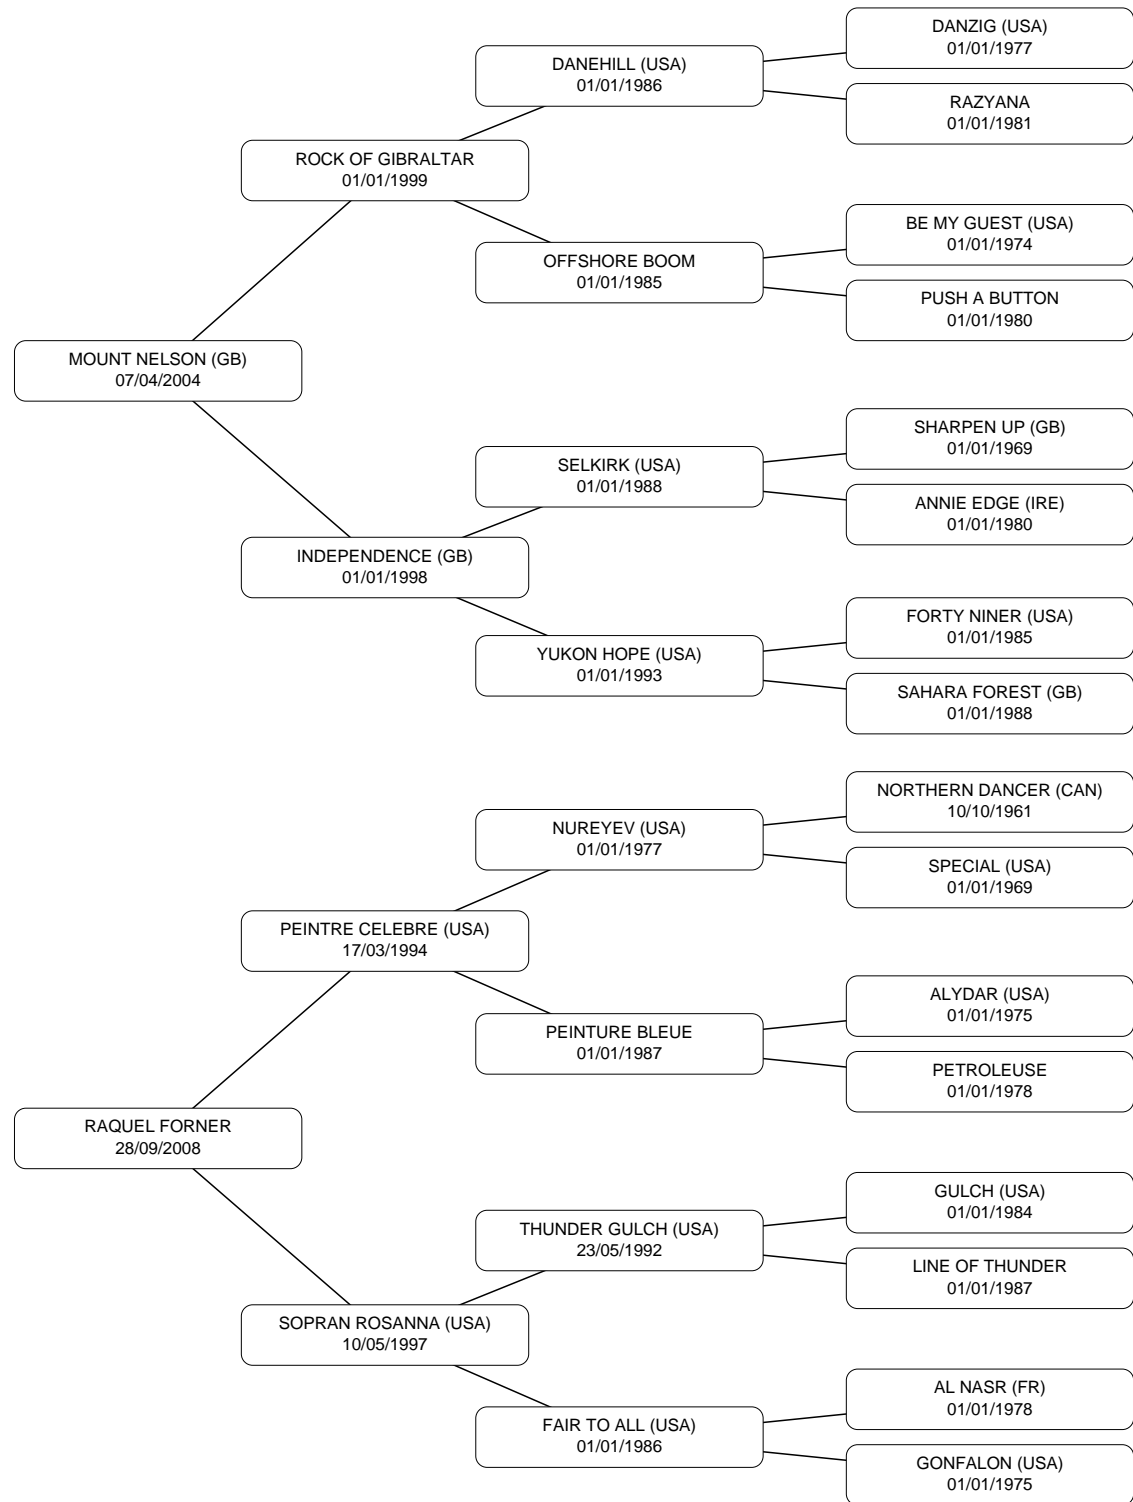 DANZIG (USA)
01/01/1977
DANEHILL (USA)
01/01/1986
RAZYANA
01/01/1981
ROCK OF GIBRALTAR
01/01/1999
BE MY GUEST (USA)
01/01/1974
OFFSHORE BOOM
01/01/1985
PUSH A BUTTON
01/01/1980
MOUNT NELSON (GB)
07/04/2004
SHARPEN UP (GB)
01/01/1969
SELKIRK (USA)
01/01/1988
ANNIE EDGE (IRE)
01/01/1980
INDEPENDENCE (GB)
01/01/1998
FORTY NINER (USA)
01/01/1985
YUKON HOPE (USA)
01/01/1993
SAHARA FOREST (GB)
01/01/1988
NORTHERN DANCER (CAN)
10/10/1961
NUREYEV (USA)
01/01/1977
SPECIAL (USA)
01/01/1969
PEINTRE CELEBRE (USA)
17/03/1994
ALYDAR (USA)
01/01/1975
PEINTURE BLEUE
01/01/1987
PETROLEUSE
01/01/1978
RAQUEL FORNER
28/09/2008
GULCH (USA)
01/01/1984
THUNDER GULCH (USA)
23/05/1992
LINE OF THUNDER
01/01/1987
SOPRAN ROSANNA (USA)
10/05/1997
AL NASR (FR)
01/01/1978
FAIR TO ALL (USA)
01/01/1986
GONFALON (USA)
01/01/1975